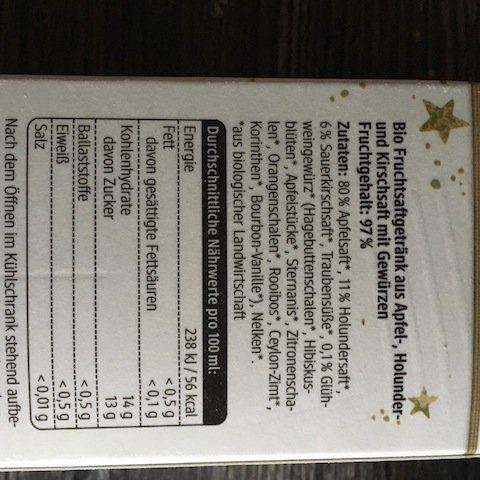 Bio Fruchtsaftgetränk aus Apfel-, Holunder-
und Kirschsaft mit Gewürzen
Fruchtgehalt: 97%
Zutaten: 80% Apfelsaft*, 11% Holundersaft*,
6% Sauerkirschsaft*, Traubensüße*, 0,1% Glüh-
weingewürz* (Hagebuttenschalen*, Hibiskus-
blüten*, Apfelstücke*, Sternanis*, Zitronenscha-
len*, Orangenschalen*, Rooibos*, Ceylon-Zimt*,
Korinthen*, Bourbon-Vanille*), Nelken*.
*aus biologischer Landwirtschaft
Durchschnittliche Nährwerte pro 100 ml:
Energie 238 kJ / 56 kcal
Fett < 0,5 g
davon gesättigte Fettsäuren < 0,1 g
Kohlenhydrate 14 g
davon Zucker 13 g
Ballaststoffe < 0,5 g
Eiweiß < 0,5 g
Salz < 0,01 g
Nach dem Öffnen im Kühlschrank stehend aufbe-